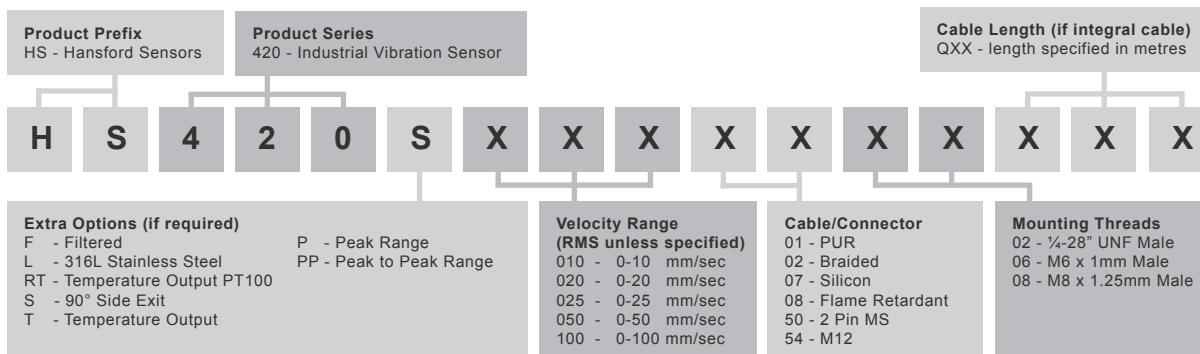 Product Prefix
HS - Hansford Sensors
Product Series
420 - Industrial Vibration Sensor
Cable Length (if integral cable)
QXX - length specified in metres
H S 4 2 0 S X X X X X X X X X X
Extra Options (if required)
F - Filtered
L - 316L Stainless Steel
RT - Temperature Output PT100
S - 90° Side Exit
T - Temperature Output
P - Peak Range
PP - Peak to Peak Range
Velocity Range
(RMS unless specified)
010 - 0-10 mm/sec
020 - 0-20 mm/sec
025 - 0-25 mm/sec
050 - 0-50 mm/sec
100 - 0-100 mm/sec
Cable/Connector
01 - PUR
02 - Braided
07 - Silicon
08 - Flame Retardant
50 - 2 Pin MS
54 - M12
Mounting Threads
02 - ¼-28” UNF Male
06 - M6 x 1mm Male
08 - M8 x 1.25mm Male